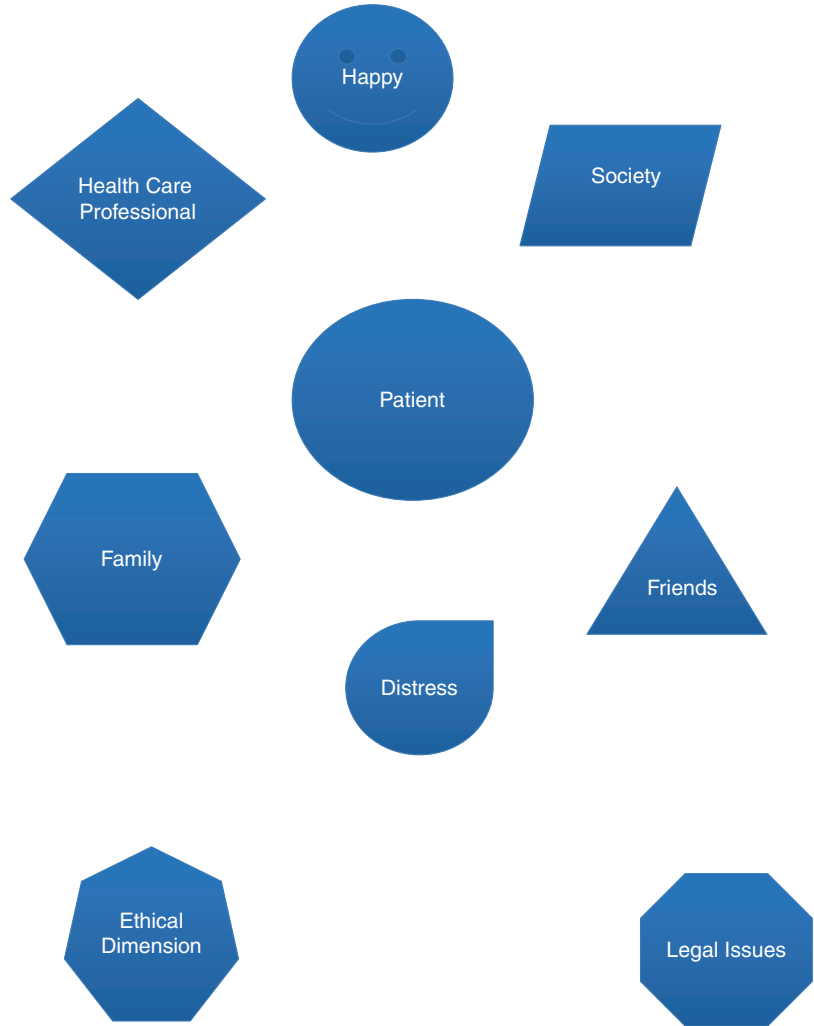 Happy
Health Care
Professional
Society
Patient
Family
Friends
Distress
Ethical
Dimension
Legal Issues